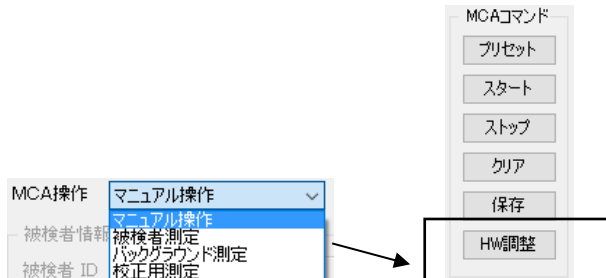 MCAコマンド
プリセット
スタート
ストップ
クリア
保存
HW調整
MCA操作 マニュアル操作
マニュアル操作
被検者情報 被検者測定
バックグラウンド測定
被検者 ID 校正用測定